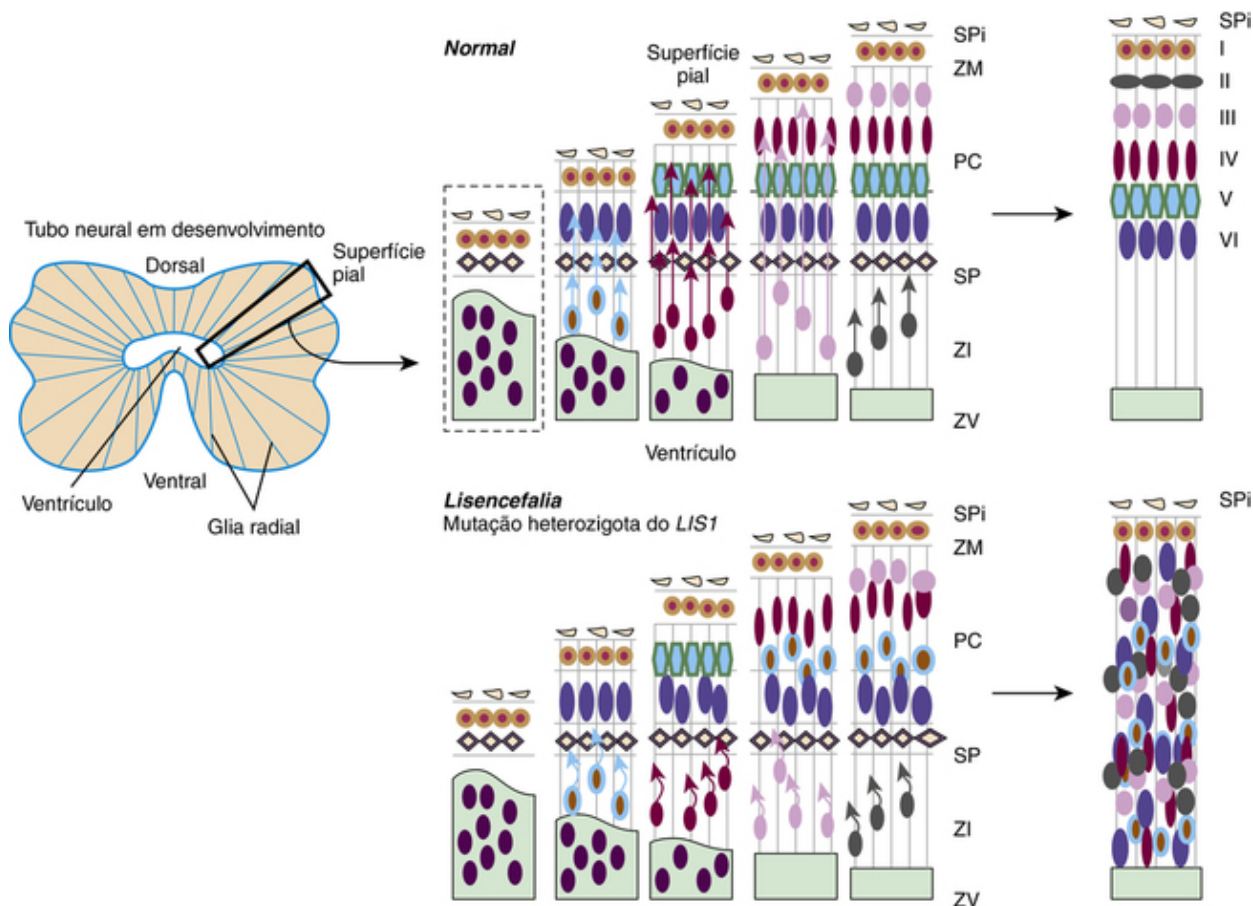 Normal
Superfície
pial
SPi
ZM
PC
SP
ZI
ZV
SPi
I
II
III
IV
V
VI
Tubo neural em desenvolvimento
Dorsal
Superfície
pial
Ventral
Ventrículo
Glia radial
Ventrículo
Lisencefalia
Mutação heterozigota do LIS1
SPi
ZM
PC
SP
ZI
ZV
SPi